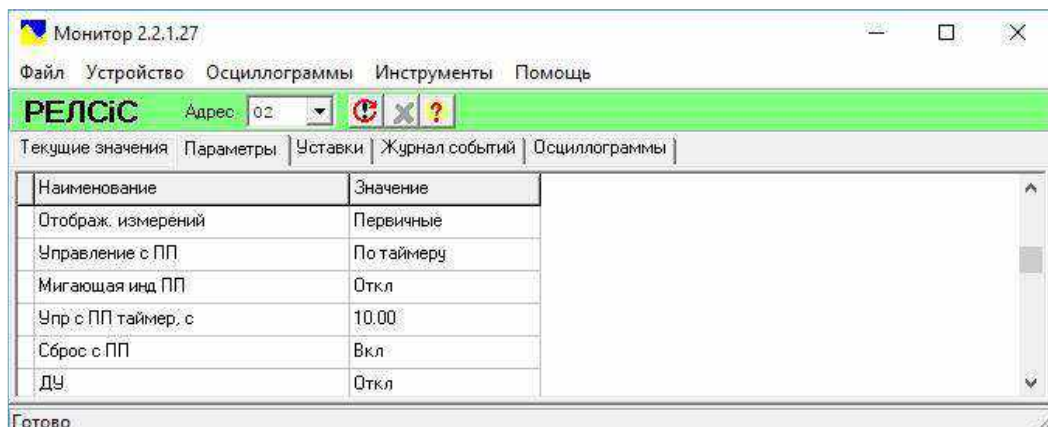 Монитор 2.2.1.27
Файл Устройство Осциллограммы Инструменты Помощь
РЕЛСіС Адрес 02
Текущие значения Параметры Уставки Журнал событий Осциллограммы
Наименование Значение
Отображ. измерений Первичные
Управление с ПП По таймеру
Мигающая инд ПП Откл
Упр с ПП таймер, с 10.00
Сброс с ПП Вкл
ДУ Откл
Готово